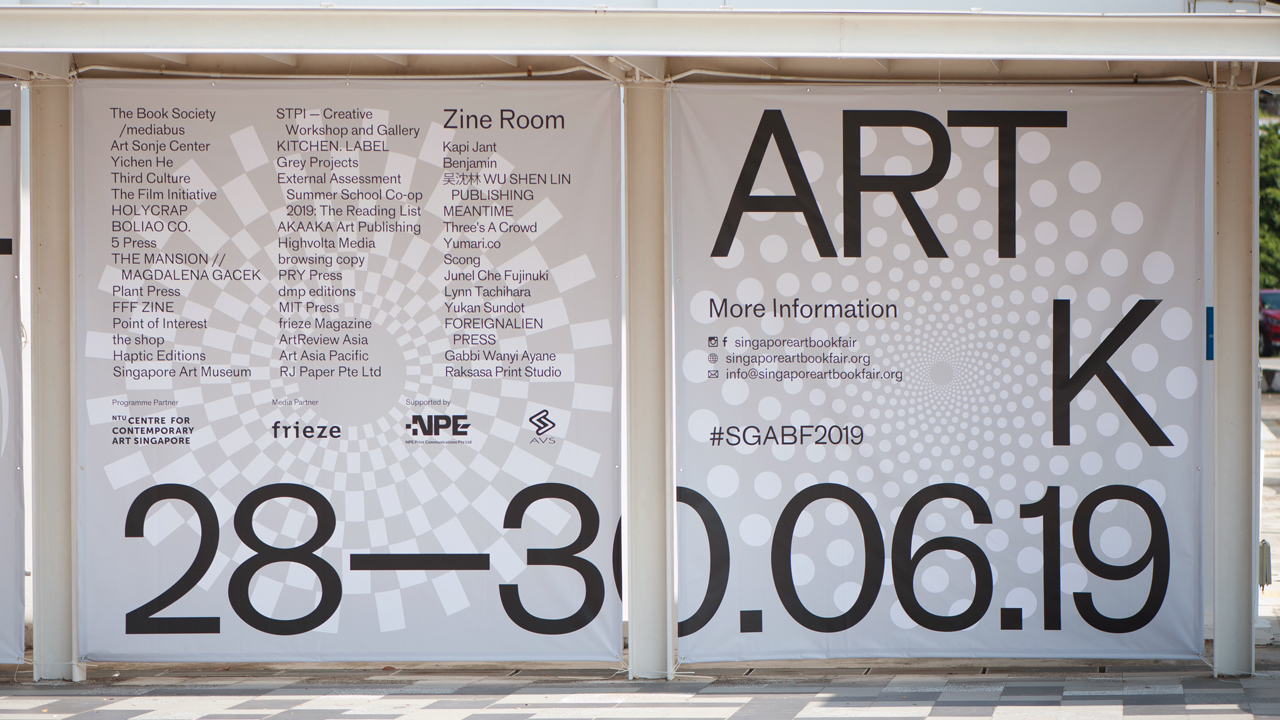 The Book Society
/mediabus
Art Sonje Center
Yichen He
Third Culture
The Film Initiative
HOLYCRAP
BOLIAO CO.
5 Press
THE MANSION //
MAGDALENA GACEK
Plant Press
FFF ZINE
Point of Interest
the shop
Haptic Editions
Singapore Art Museum
STPI — Creative
Workshop and Gallery
KITCHEN. LABEL
Grey Projects
External Assessment
Summer School Co-op
2019: The Reading List
AKAAKA Art Publishing
Highvolta Media
browsing copy
PRY Press
dmp editions
MIT Press
frieze Magazine
ArtReview Asia
Art Asia Pacific
RJ Paper Pte Ltd
Zine Room
Kapi Jant
Benjamin
吴沈林 WU SHEN LIN
PUBLISHING
MEANTIME
Three's A Crowd
Yumari.co
Scong
Junel Che Fujinuki
Lynn Tachihara
Yukan Sundot
FOREIGNALIEN
PRESS
Gabbi Wanyi Ayane
Raksasa Print Studio
Programme Partner
NTU CENTRE FOR
CONTEMPORARY
ART SINGAPORE
Media Partner
frieze
Supported by
NPE
NPE Print Communications Pte Ltd
AVS
ART
K
More Information
singaporeartbookfair
singaporeartbookfair.org
info@singaporeartbookfair.org
#SGABF2019
28—30.06.19